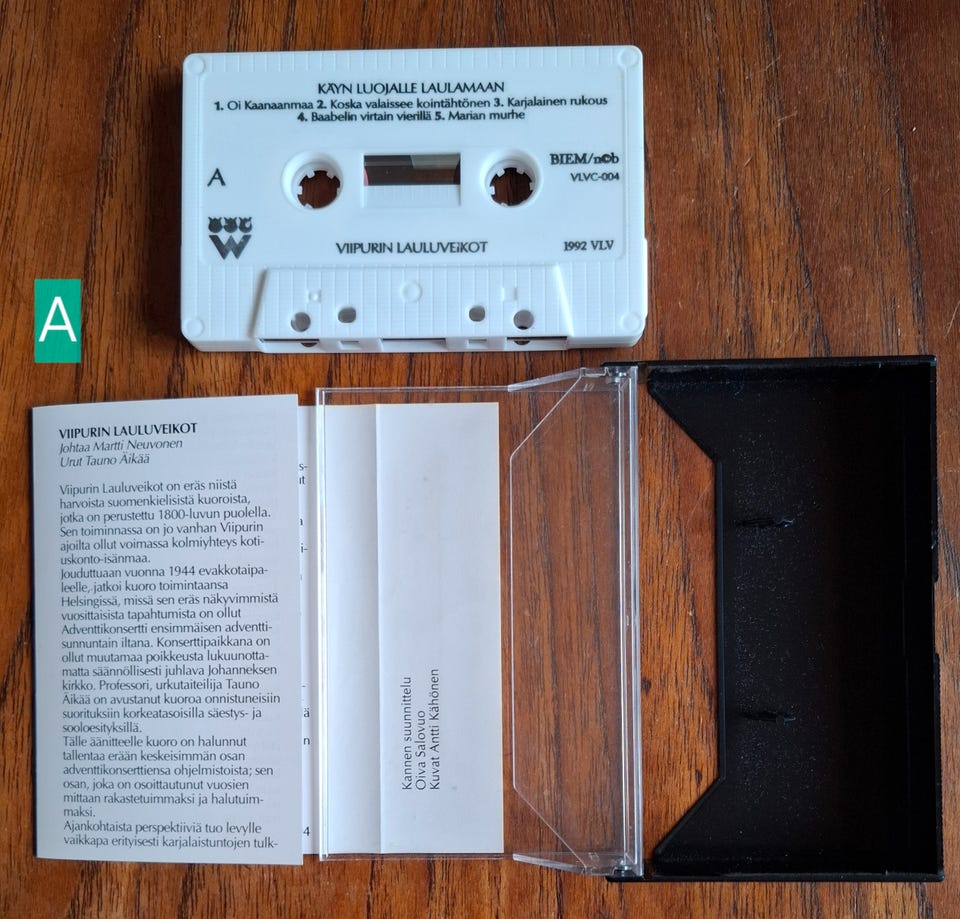 KÄYN LUOJALLE LAULAMAAN
1. Oi Kaanaanmaa 2. Koska valaissee kointähtönen 3. Karjalainen rukous
4. Baabelin virtain vierillä 5. Marian murhe
A
BIEM/n©b
VLVC-004
W
VIIPURIN LAULUVEIKOT
1992 VLV
A
VIIPURIN LAULUVEIKOT
Johtaa Martti Neuvonen
Urut Tauno Äikää
Viipurin Lauluveikot on eräs niistä
harvoista suomenkielisistä kuoroista,
jotka on perustettu 1800-luvun puolella.
Sen toiminnassa on jo vanhan Viipurin
ajoilta ollut voimassa kolmiyhteys koti-
uskonto-isänmaa.
Jouduttuaan vuonna 1944 evakkotaipa-
leelle, jatkoi kuoro toimintaansa
Helsingissä, missä sen eräs näkyvimmistä
vuosittaisista tapahtumista on ollut
Adventtikonsertti ensimmäisen adventti-
sunnuntain iltana. Konserttipaikkana on
ollut muutamaa poikkeusta lukuunotta-
matta säännöllisesti juhlava Johanneksen
kirkko. Professori, urkutaiteilija Tauno
Äikää on avustanut kuoroa onnistuneisiin
suorituksiin korkeatasoisilla säestys- ja
sooloesityksillä.
Tälle äänitteelle kuoro on halunnut
tallentaa erään keskeisimmän osan
adventtikonserttiensa ohjelmistoista; sen
osan, joka on osoittautunut vuosien
mittaan rakastetuimmaksi ja halutuim-
maksi.
Ajankohtaista perspektiiviä tuo levylle
vaikkapa erityisesti karjalaistuntojen tulk-
Kannen suunnittelu
Oiva Salovuo
Kuvat Antti Kähönen